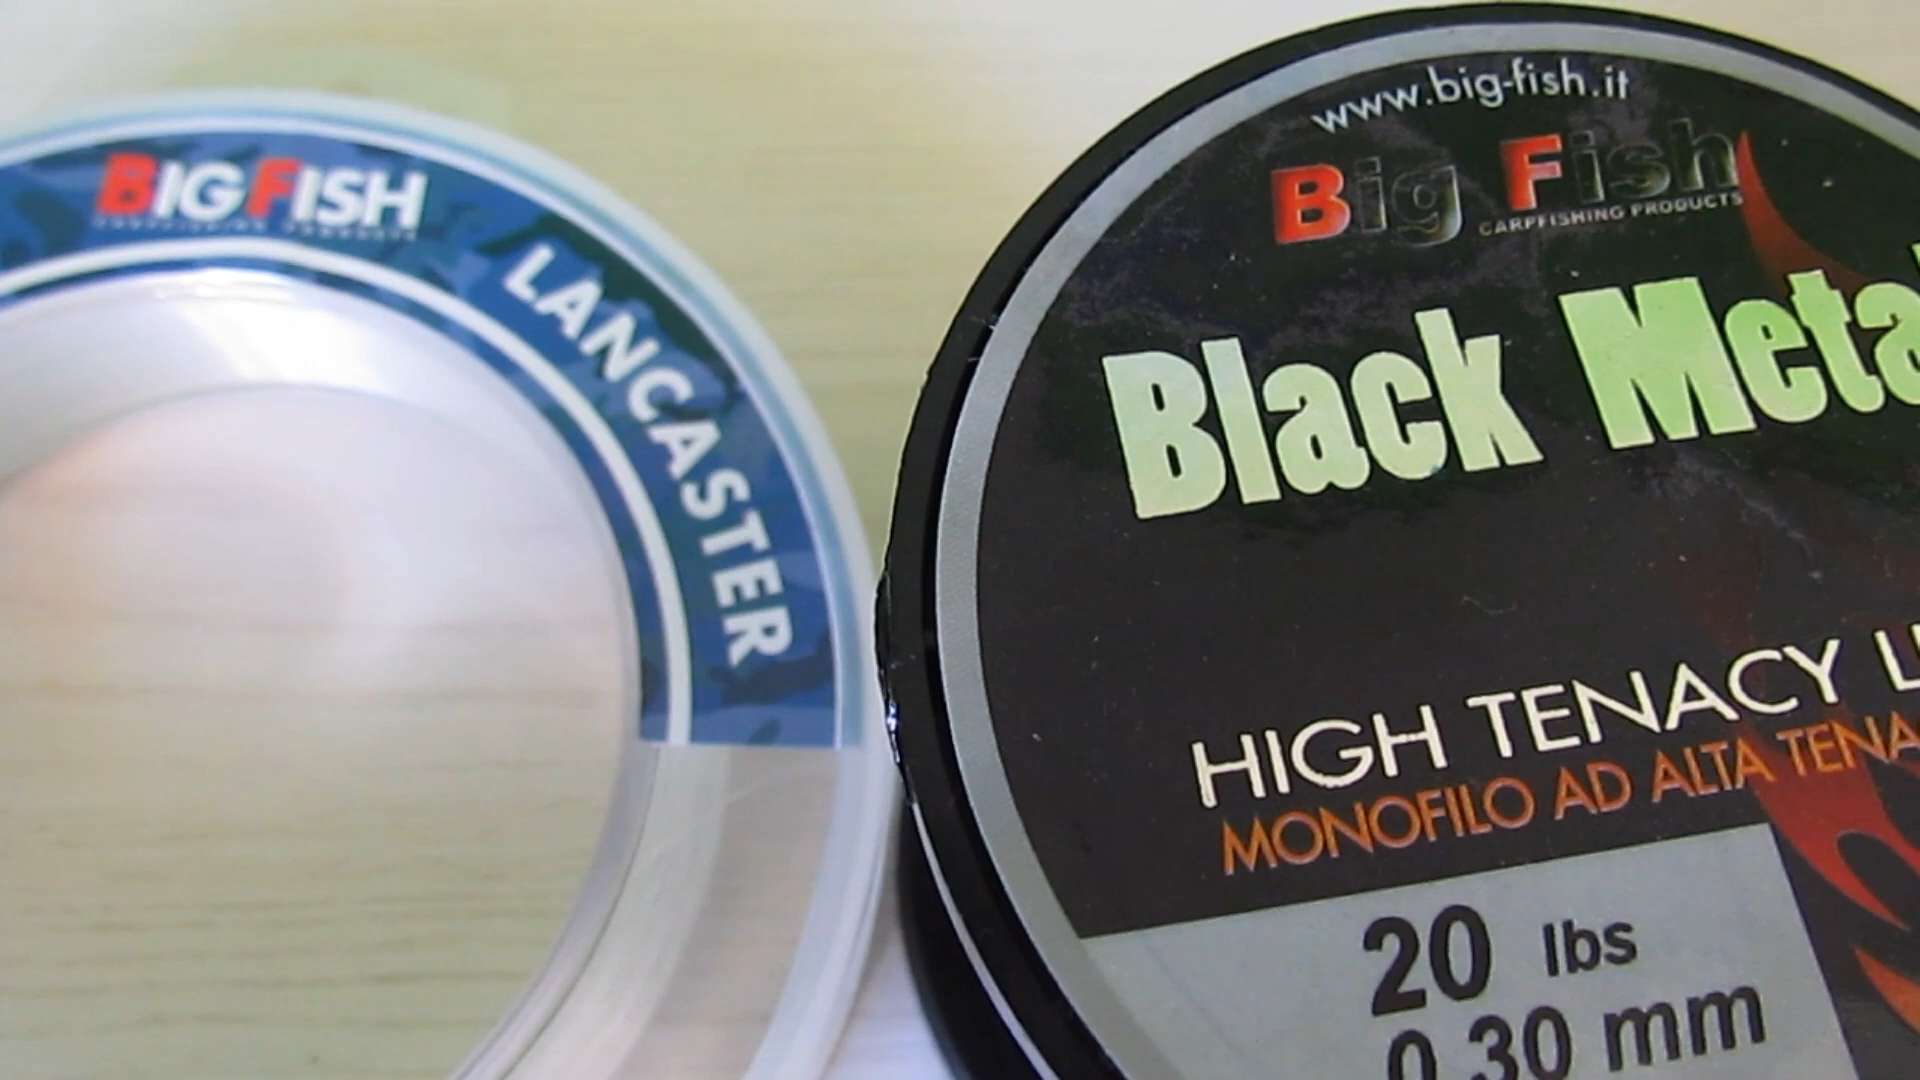 BIGFISH
LANCASTER
www.big-fish.it
Big Fish
CARPFISHING PRODUCTS
Black Meta
HIGH TENACY LI
MONOFILO AD ALTA TENA
20 lbs
0,30 mm